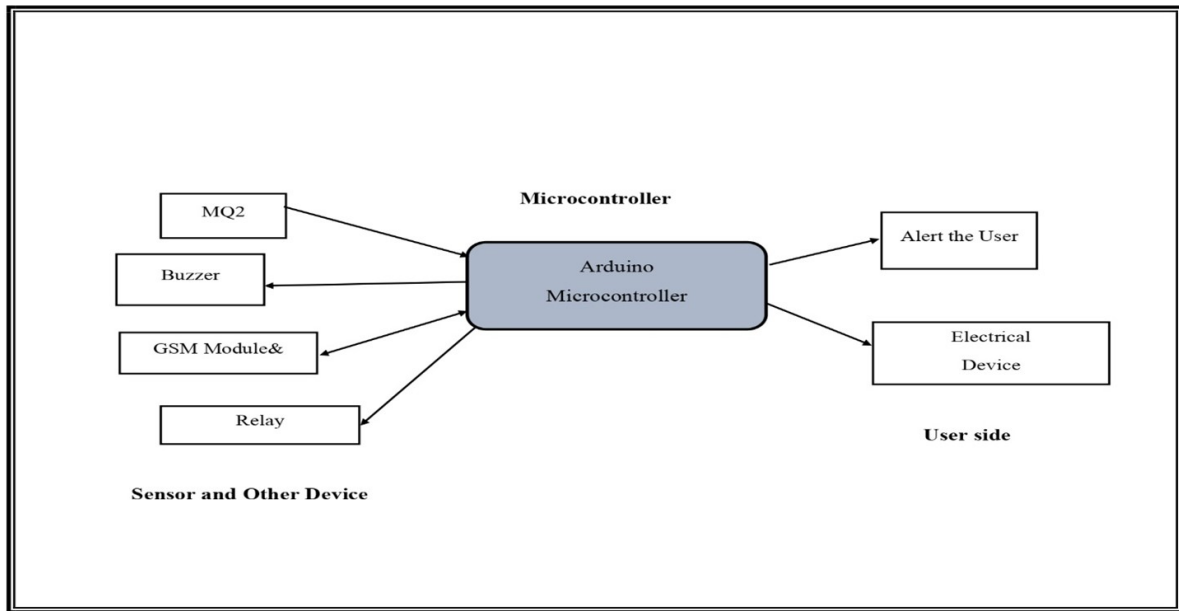 Microcontroller
MQ2
Buzzer
GSM Module&
Relay
Sensor and Other Device
Arduino
Microcontroller
Alert the User
Electrical
Device
User side